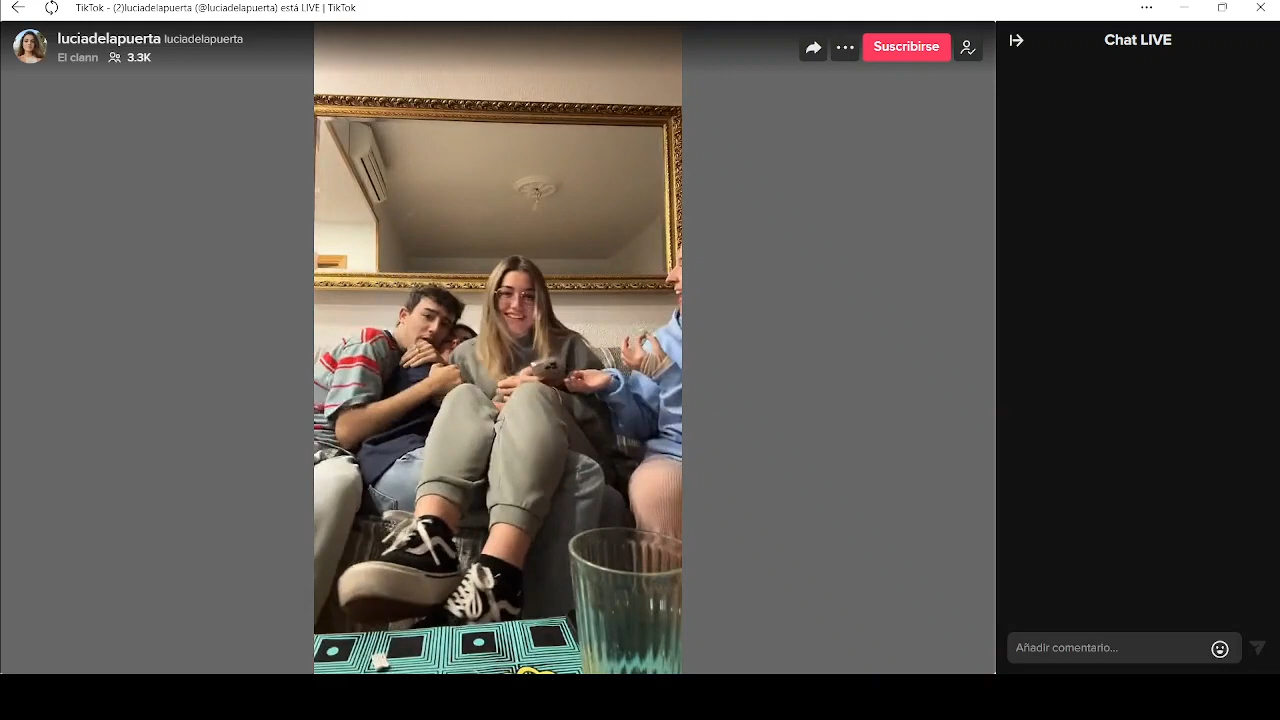 TikTok - (2)luciadelapuerta (@luciadelapuerta) está LIVE | TikTok
luciadelapuerta luciadelapuerta
El clann 3.3K
Suscribirse
Chat LIVE
Añadir comentario...